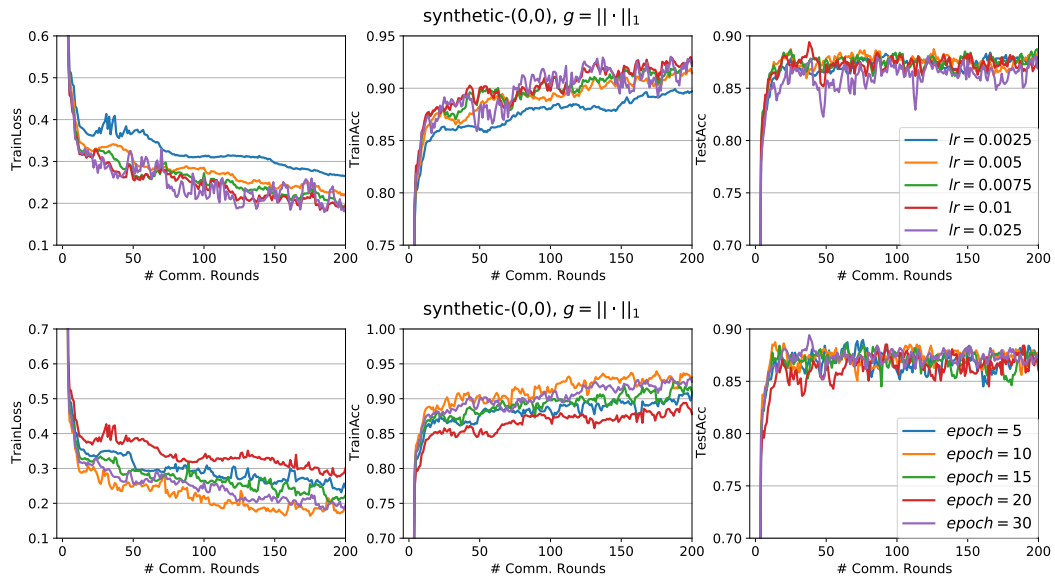 synthetic-(0,0), g = || · ||₁
0.6
0.5
0.4
0.3
0.2
0.1
TrainLoss
0 50 100 150 200
# Comm. Rounds
0.95
0.90
0.85
0.80
0.75
TrainAcc
0 50 100 150 200
# Comm. Rounds
0.90
0.85
0.80
0.75
0.70
TestAcc
lr = 0.0025
lr = 0.005
lr = 0.0075
lr = 0.01
lr = 0.025
0 50 100 150 200
# Comm. Rounds
synthetic-(0,0), g = || · ||₁
0.7
0.6
0.5
0.4
0.3
0.2
0.1
TrainLoss
0 50 100 150 200
# Comm. Rounds
1.00
0.95
0.90
0.85
0.80
0.75
0.70
TrainAcc
0 50 100 150 200
# Comm. Rounds
0.90
0.85
0.80
0.75
0.70
TestAcc
epoch = 5
epoch = 10
epoch = 15
epoch = 20
epoch = 30
0 50 100 150 200
# Comm. Rounds